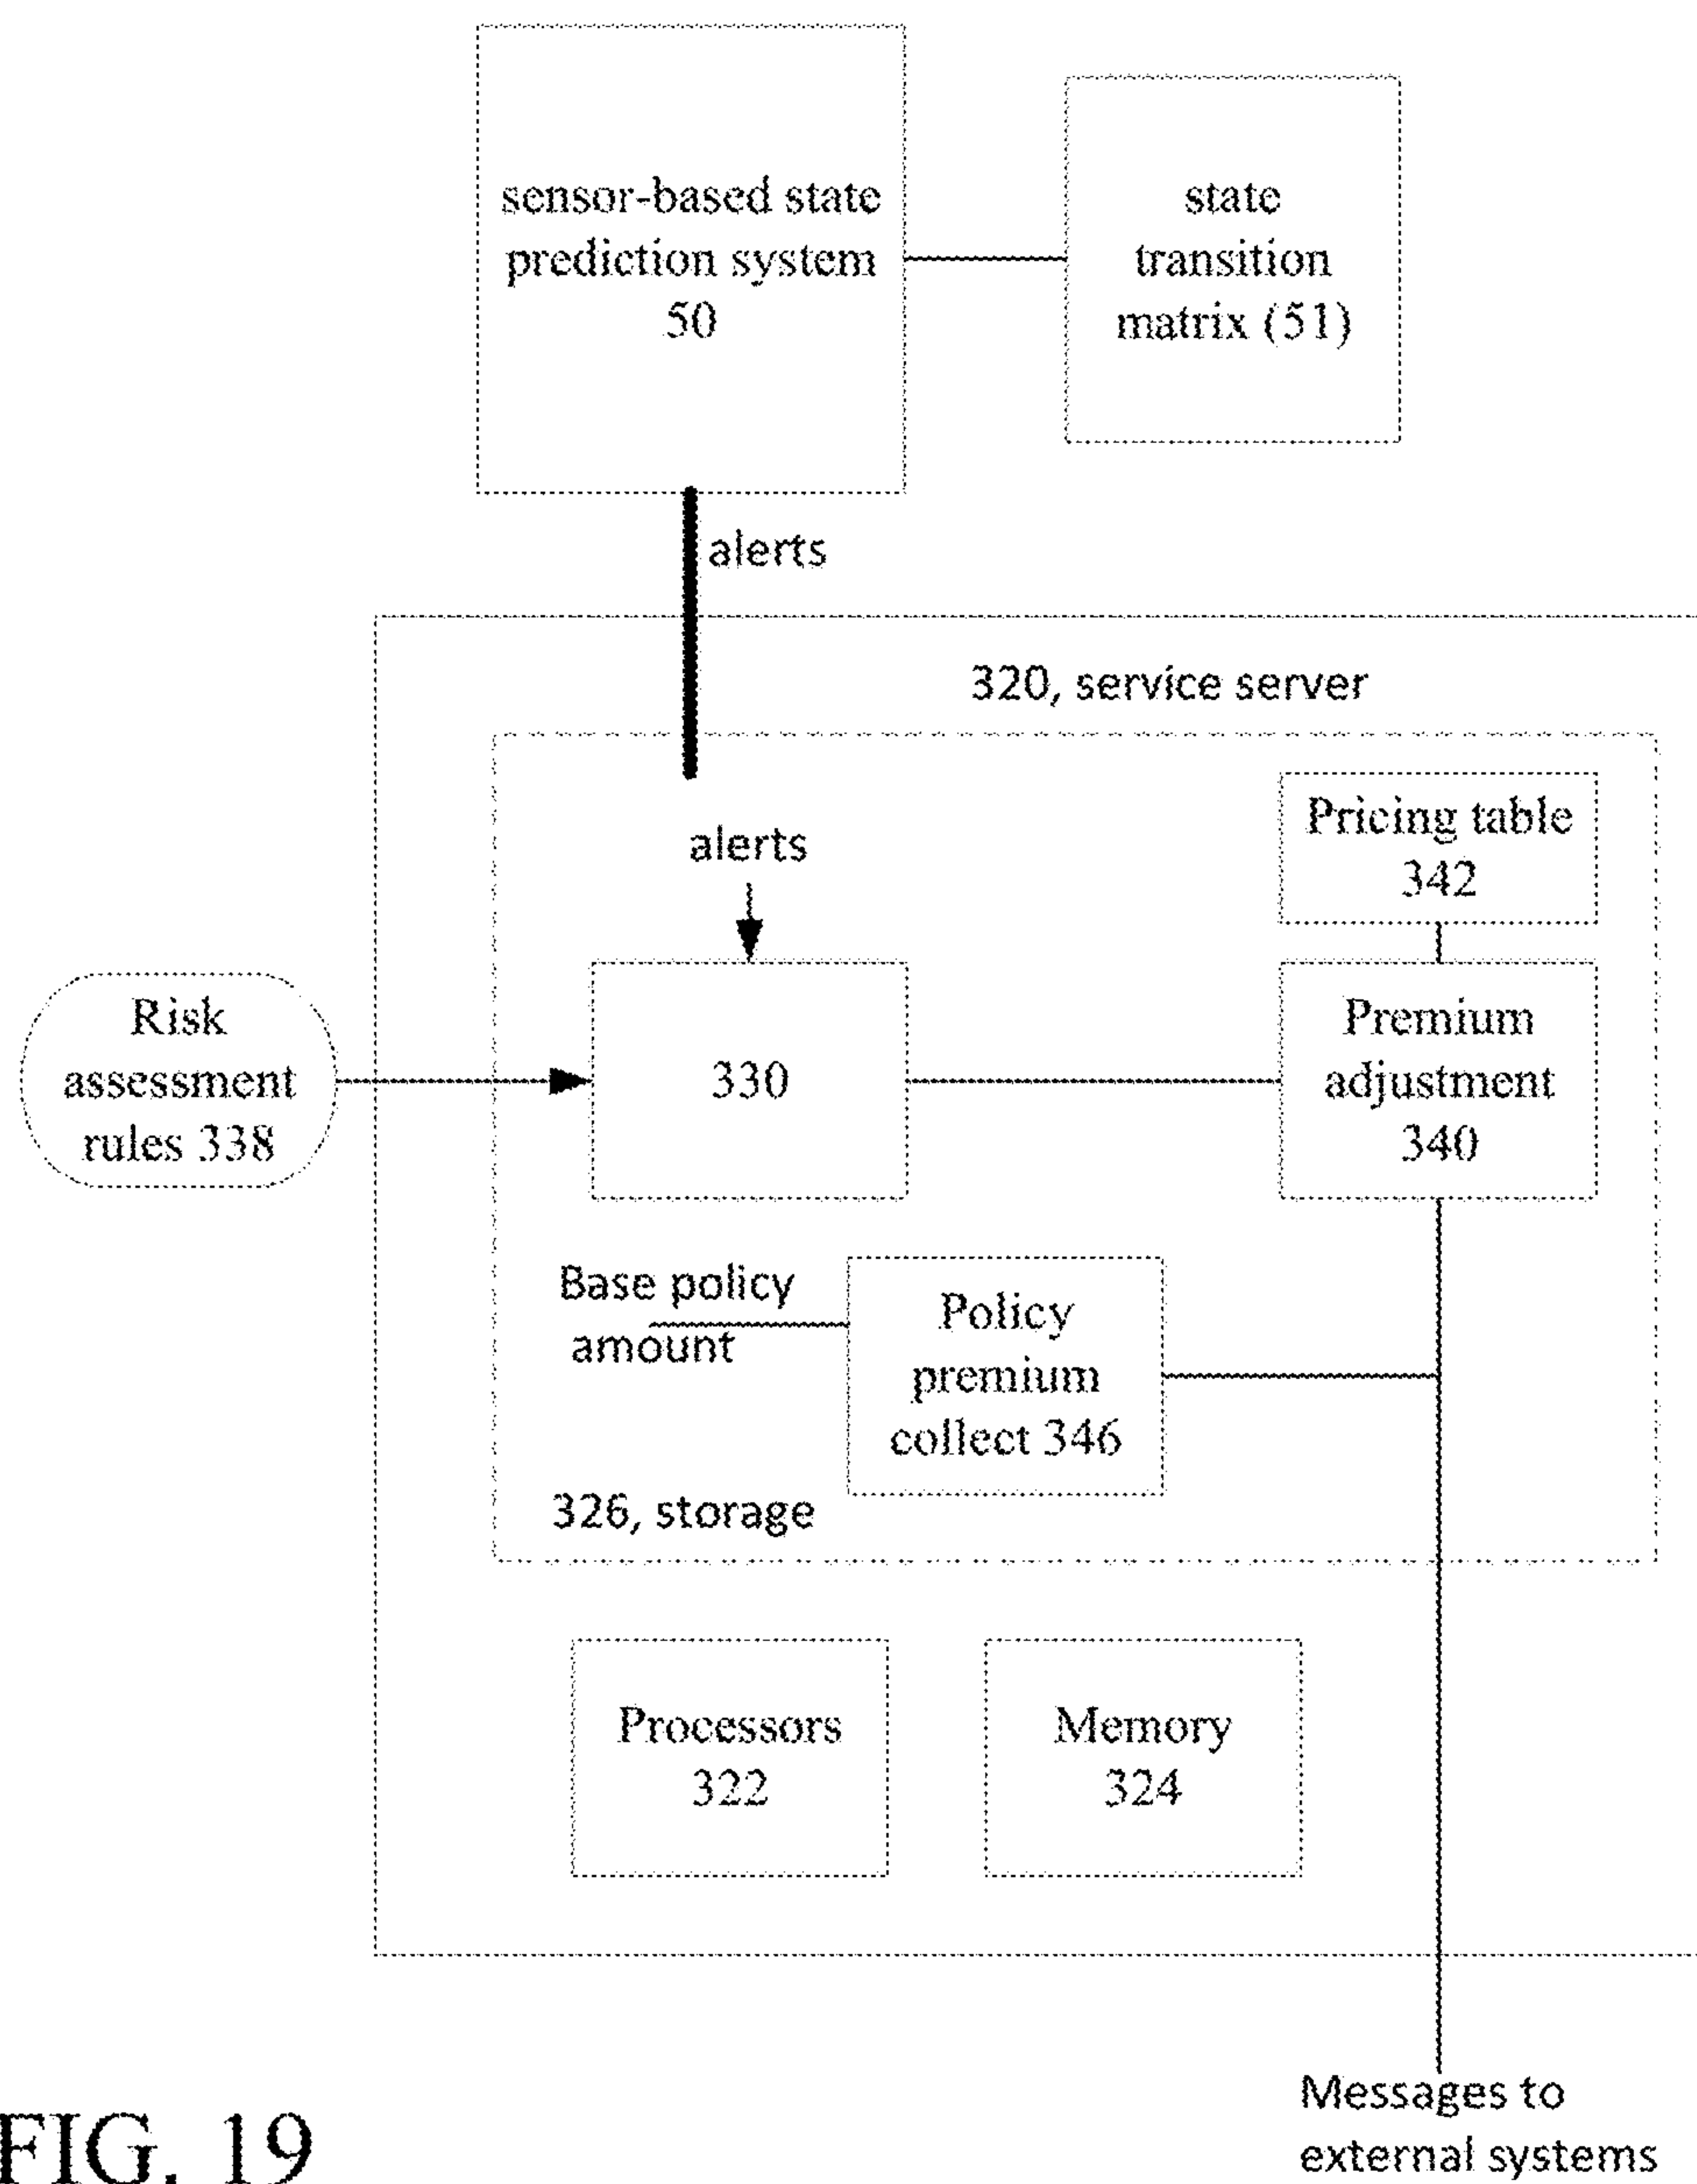 sensor-based state
prediction system
50
state
transition
matrix (51)
alerts
320, service server
alerts
Pricing table
342
Risk
assessment
rules 338
330
Premium
adjustment
340
Base policy
amount
Policy
premium
collect 346
326, storage
Processors
322
Memory
324
Messages to
external systems
FIG. 19